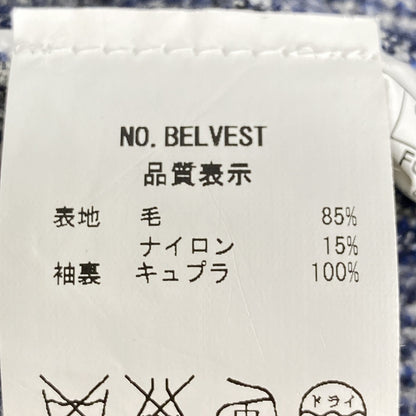 NO. BELVEST
品質表示
表地 毛 85%
ナイロン 15%
袖裏 キュプラ 100%
ドライ